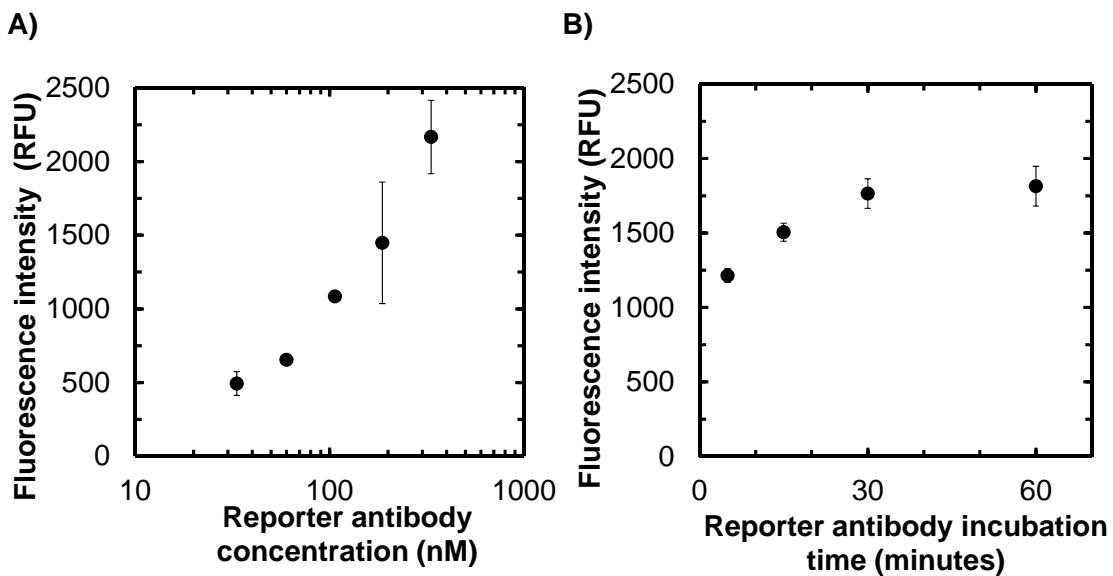 A)
Fluorescence intensity (RFU)
2500
2000
1500
1000
500
0
10 100 1000
Reporter antibody
concentration (nM)
B)
Fluorescence intensity (RFU)
2500
2000
1500
1000
500
0
0 30 60
Reporter antibody incubation
time (minutes)